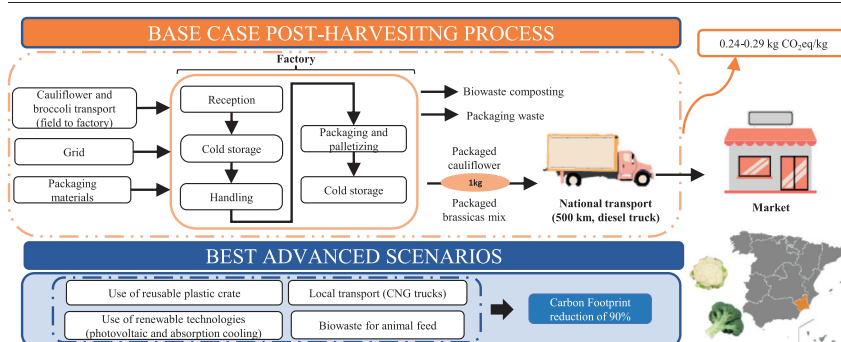 BASE CASE POST-HARVESITNG PROCESS
0.24-0.29 kg CO₂eq/kg
Factory
Cauliflower and
broccoli transport
(field to factory)
Grid
Packaging
materials
Reception
Cold storage
Handling
Packaging and
palletizing
Cold storage
Biowaste composting
Packaging waste
Packaged
cauliflower
1kg
Packaged
brassicas mix
National transport
(500 km, diesel truck)
Market
BEST ADVANCED SCENARIOS
Use of reusable plastic crate
Local transport (CNG trucks)
Use of renewable technologies
(photovoltaic and absorption cooling)
Biowaste for animal feed
Carbon Footprint
reduction of 90%